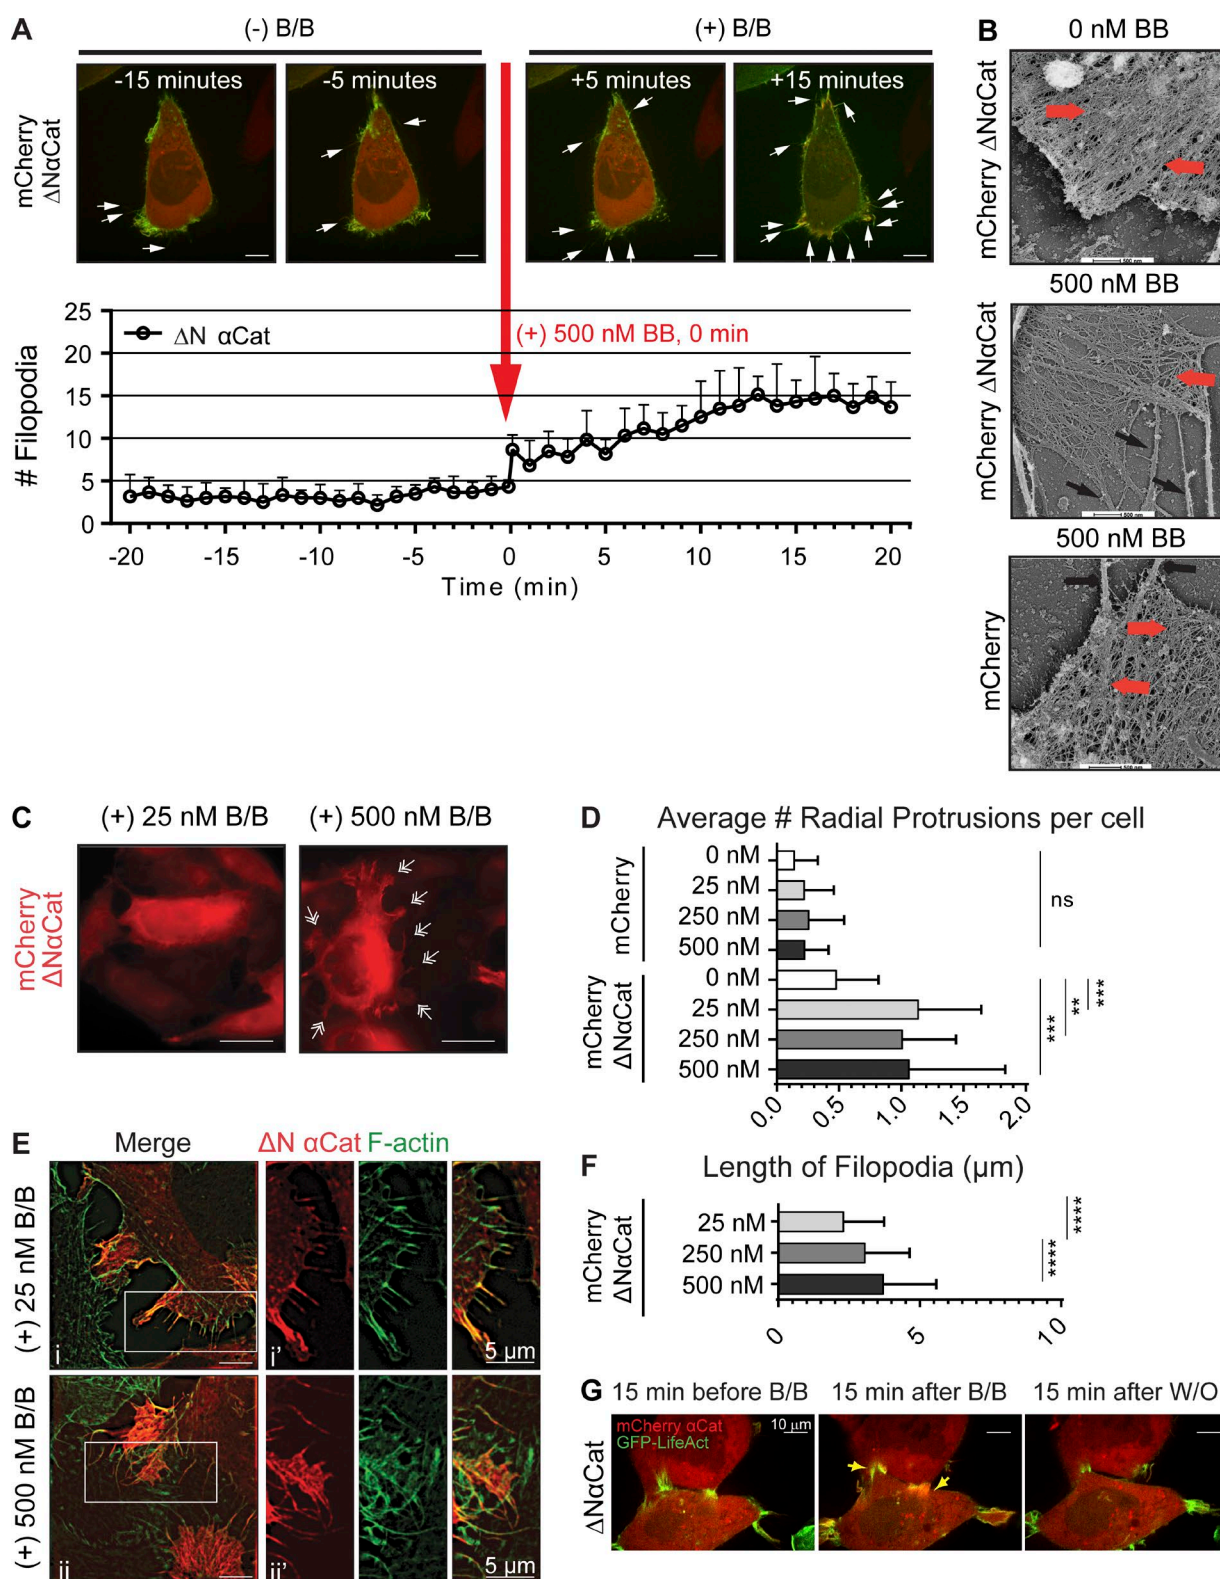 A
(-) B/B
(+) B/B
-15 minutes
-5 minutes
+5 minutes
+15 minutes
mCherry
ΔNαCat
25
20
15
10
5
0
# Filopodia
ΔN αCat
(+) 500 nM BB, 0 min
-20
-15
-10
-5
0
5
10
15
20
Time (min)
B
0 nM BB
mCherry ΔNαCat
500 nm
500 nM BB
mCherry ΔNαCat
500 nm
500 nM BB
mCherry
500 nm
C
(+) 25 nM B/B
(+) 500 nM B/B
mCherry
ΔNαCat
D
Average # Radial Protrusions per cell
mCherry
0 nM
25 nM
250 nM
500 nM
ns
mCherry
ΔNαCat
0 nM
25 nM
250 nM
500 nM
***
**
***
0.0
0.5
1.0
1.5
2.0
E
Merge
ΔN αCat
F-actin
(+) 25 nM B/B
i
i'
5 µm
(+) 500 nM B/B
ii
ii'
5 µm
F
Length of Filopodia (µm)
mCherry
ΔNαCat
25 nM
250 nM
500 nM
****
****
0
5
10
G
15 min before B/B
15 min after B/B
15 min after W/O
mCherry αCat
GFP-LifeAct
10 µm
ΔNαCat